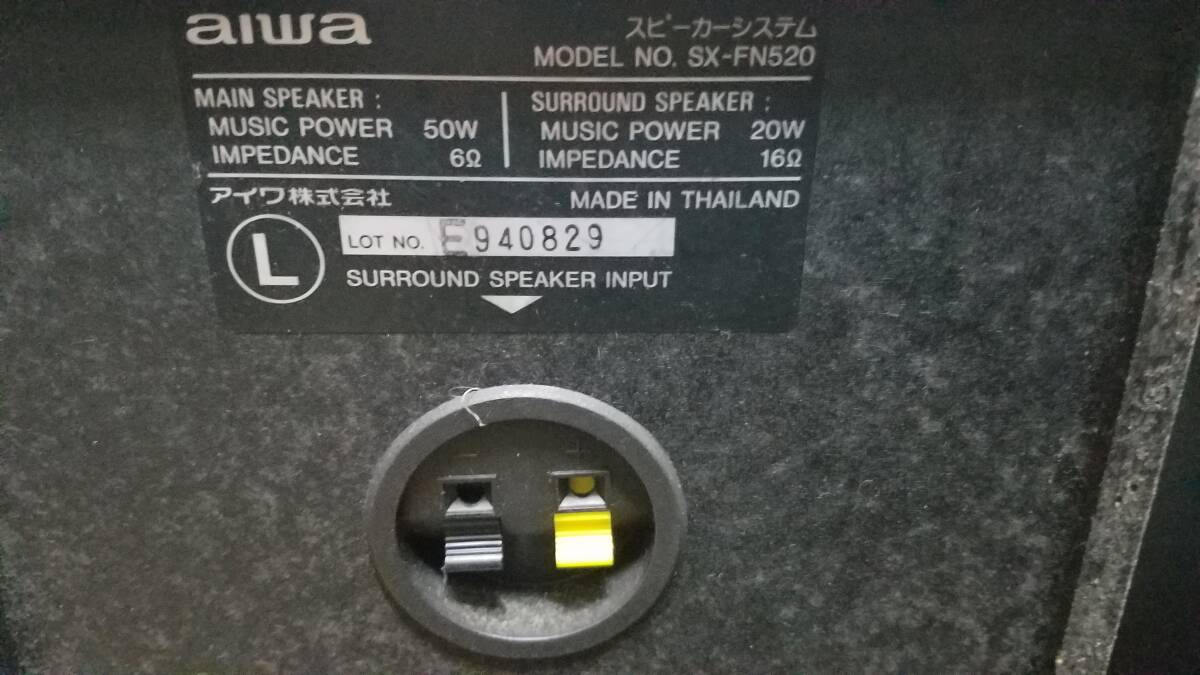 aiwa
スピーカーシステム
MODEL NO. SX-FN520
MAIN SPEAKER :
MUSIC POWER 50W
IMPEDANCE 6Ω
SURROUND SPEAKER :
MUSIC POWER 20W
IMPEDANCE 16Ω
アイワ株式会社
MADE IN THAILAND
L
LOT NO. E940829
SURROUND SPEAKER INPUT
− +